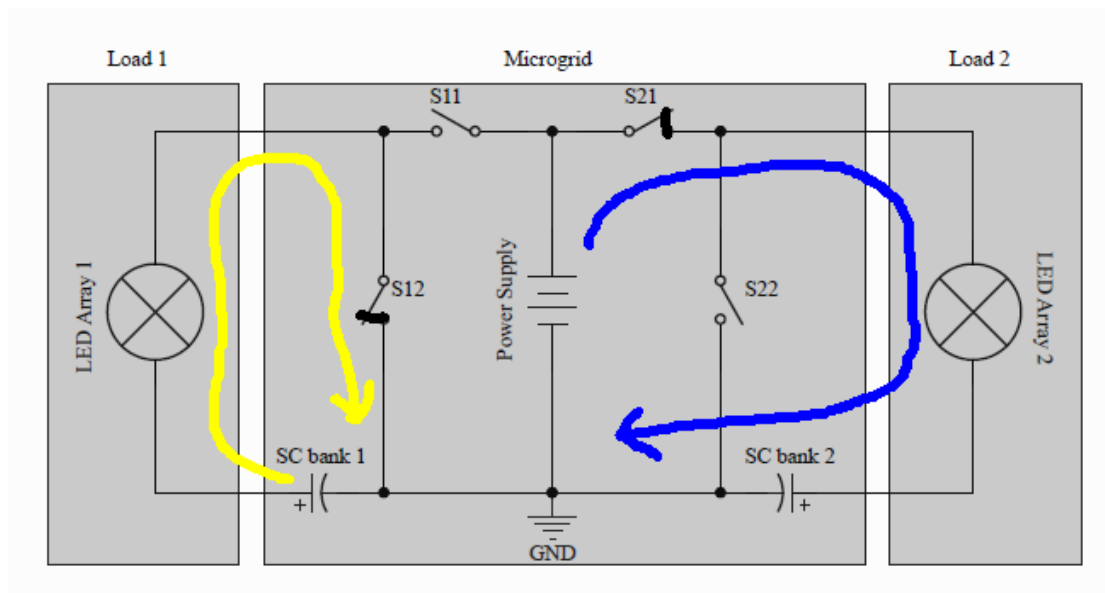 Load 1
Microgrid
Load 2
S11
S21
LED Array 1
S12
Power Supply
S22
LED Array 2
SC bank 1
SC bank 2
+
+
GND